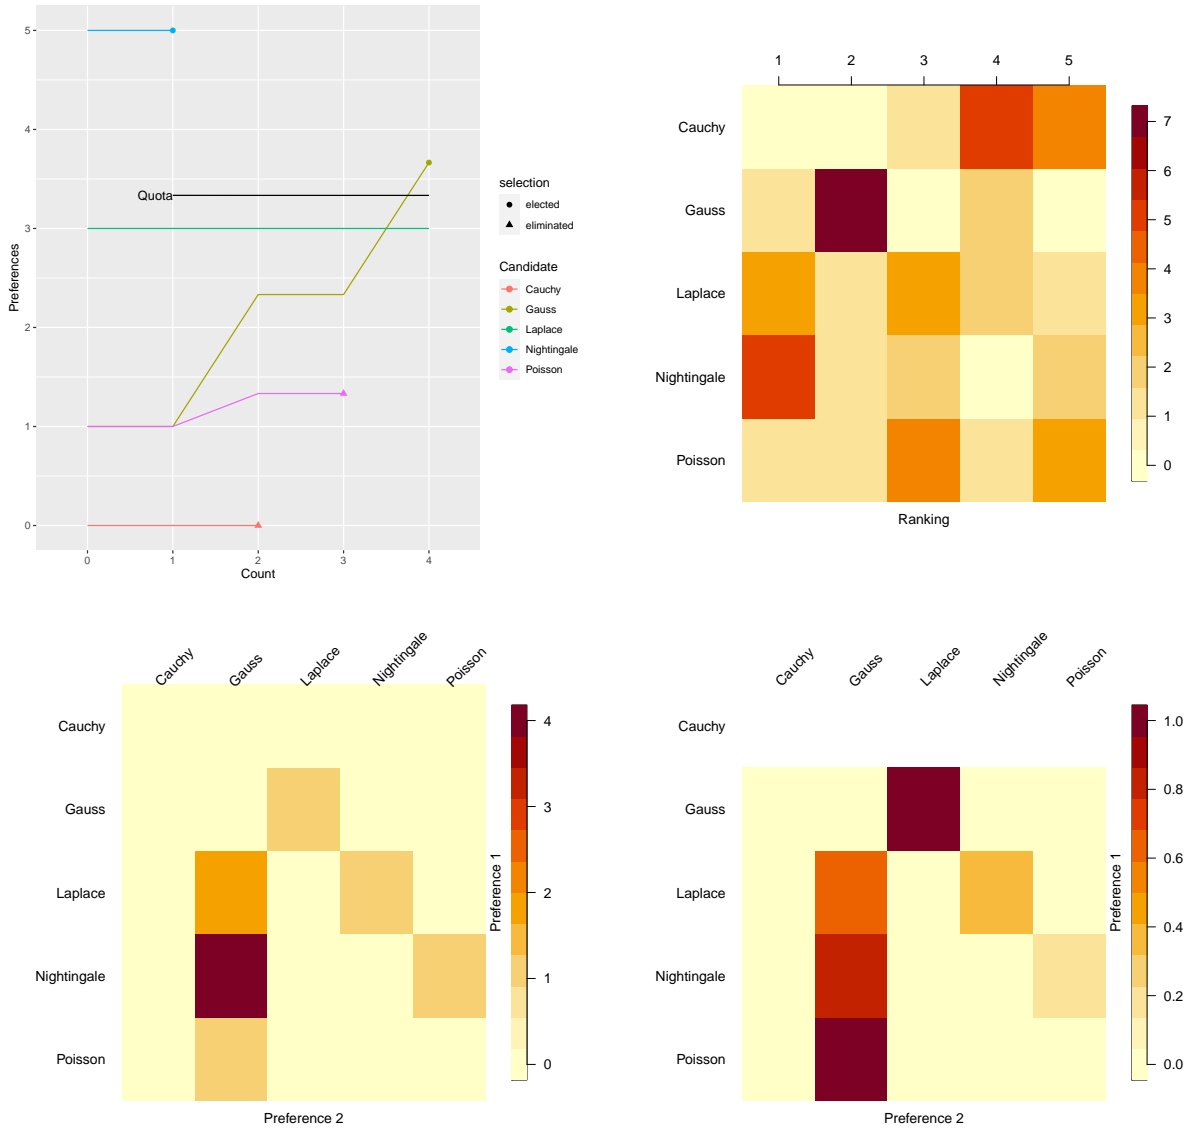 5
4
3
2
1
0
Preferences
Quota
0 1 2 3 4
Count
selection
elected
eliminated
Candidate
Cauchy
Gauss
Laplace
Nightingale
Poisson
1 2 3 4 5
Cauchy
Gauss
Laplace
Nightingale
Poisson
Ranking
7
6
5
4
3
2
1
0
Cauchy Gauss Laplace Nightingale Poisson
Cauchy
Gauss
Laplace
Nightingale
Poisson
Preference 2
Preference 1
4
3
2
1
0
Cauchy Gauss Laplace Nightingale Poisson
Cauchy
Gauss
Laplace
Nightingale
Poisson
Preference 2
Preference 1
1.0
0.8
0.6
0.4
0.2
0.0